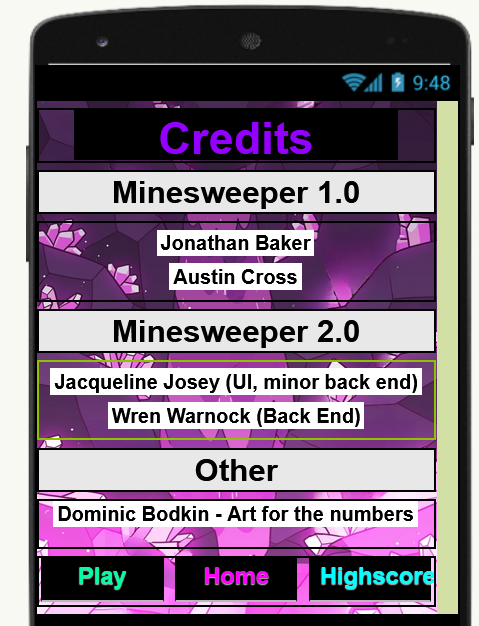 9:48
Credits
Minesweeper 1.0
Jonathan Baker
Austin Cross
Minesweeper 2.0
Jacqueline Josey (UI, minor back end)
Wren Warnock (Back End)
Other
Dominic Bodkin - Art for the numbers
Play Home Highscore